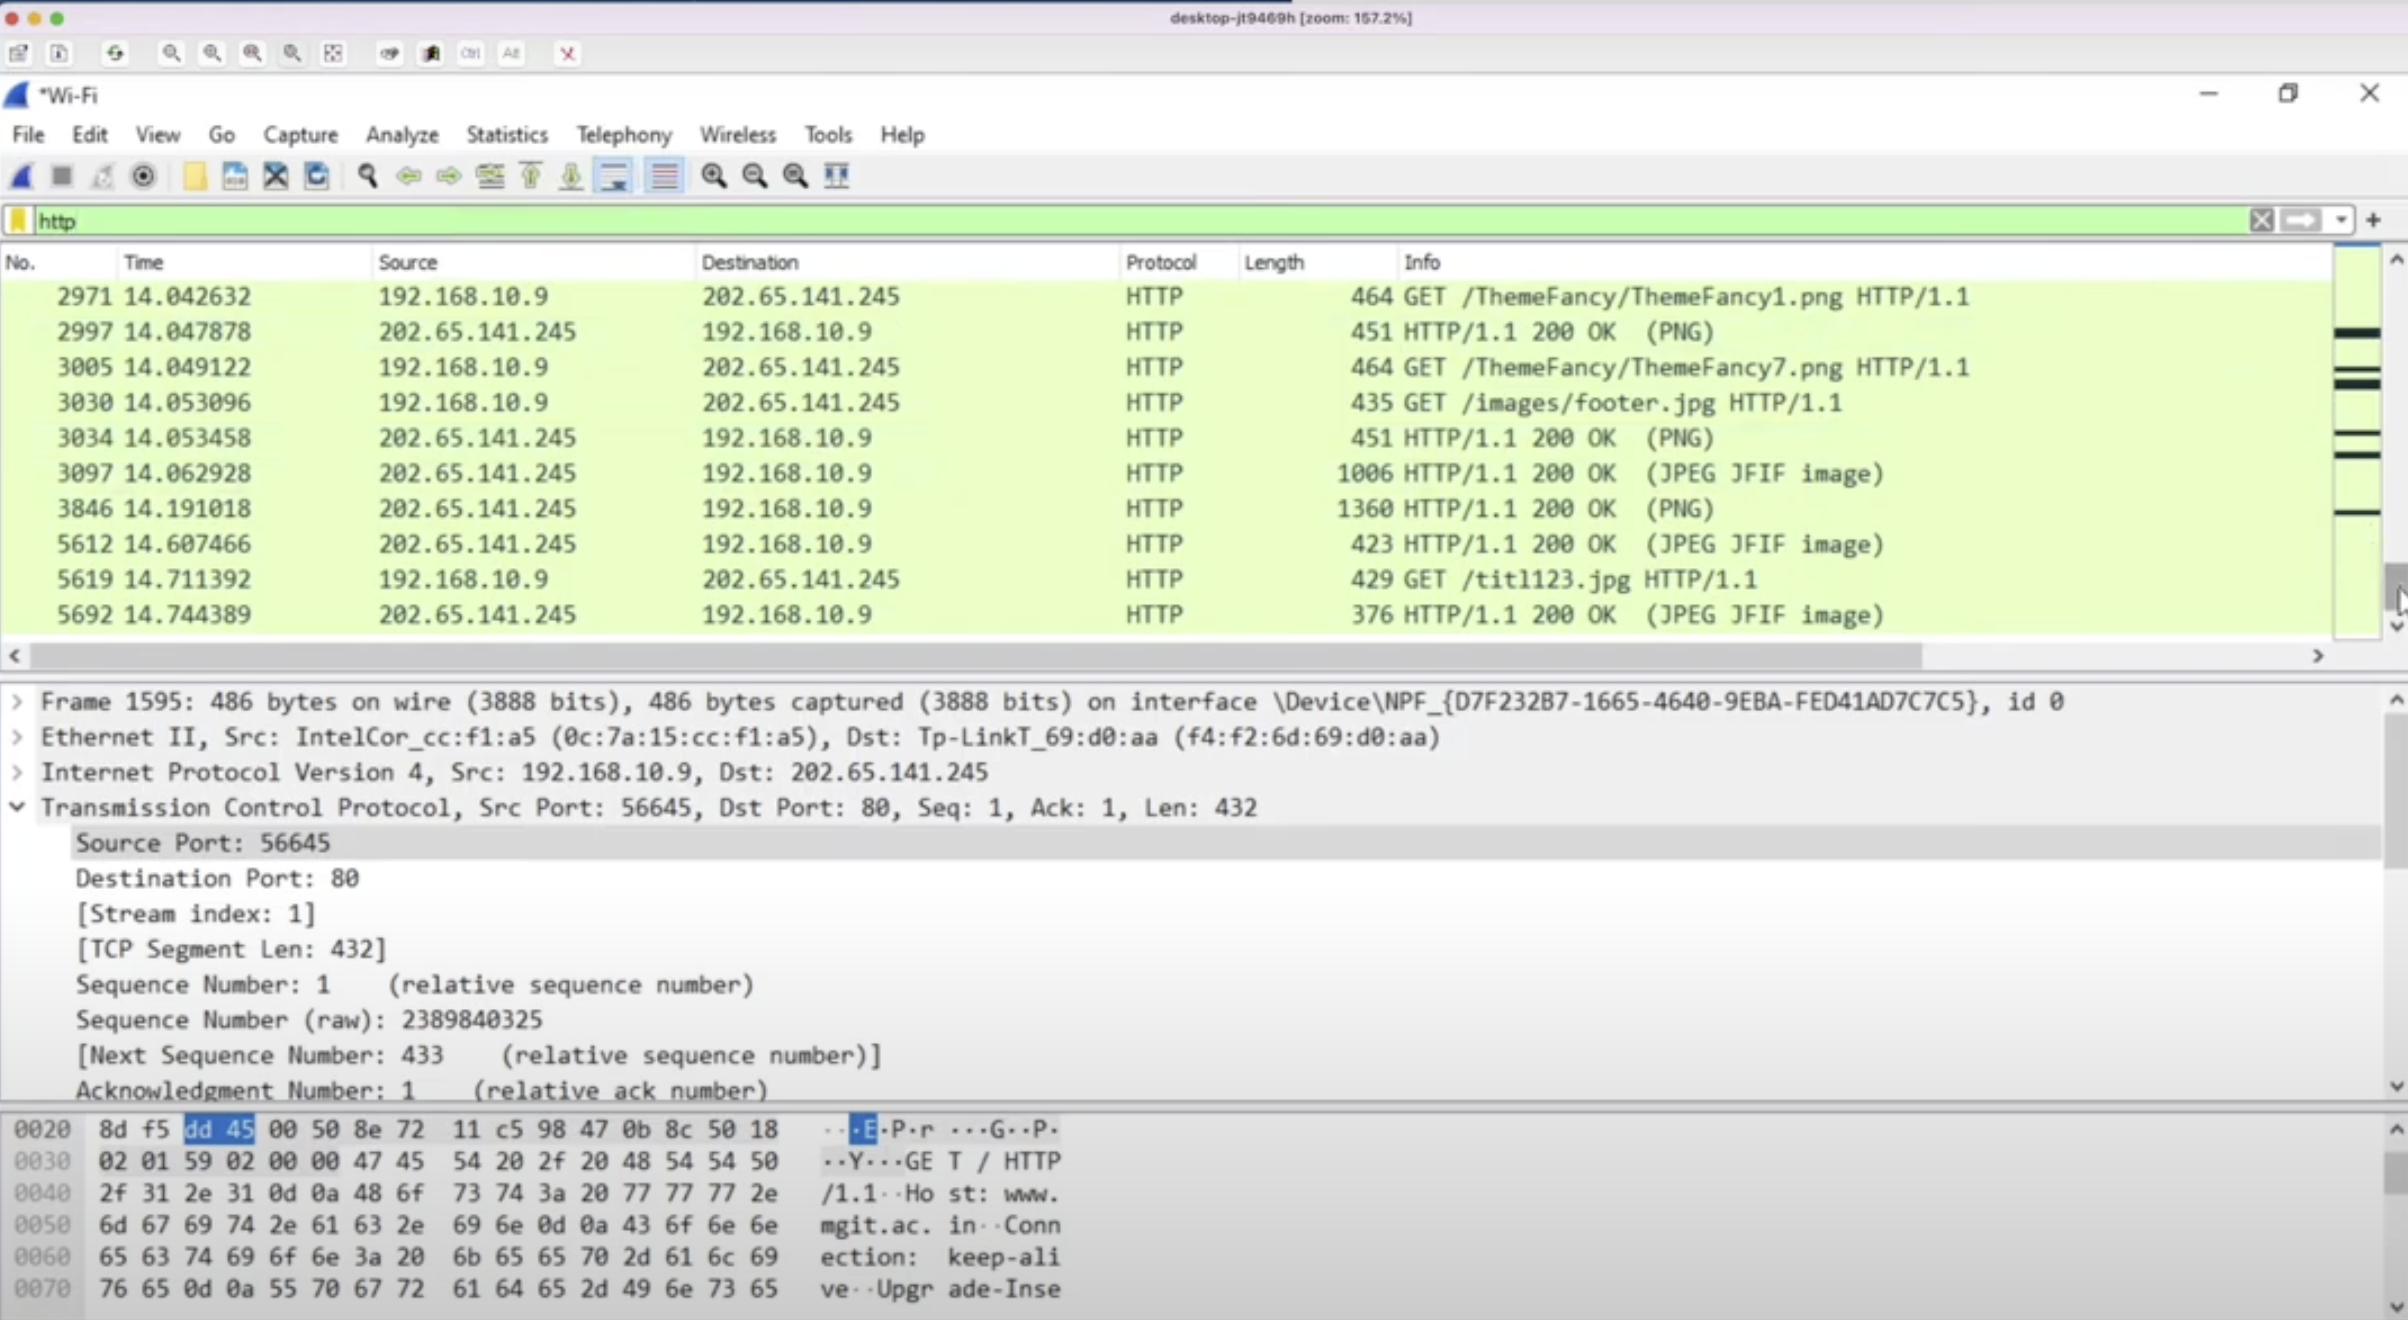 desktop-jt9469h [zoom: 157.2%]
Ctrl Alt
*Wi-Fi
File Edit View Go Capture Analyze Statistics Telephony Wireless Tools Help
http
No. Time Source Destination Protocol Length Info
2971 14.042632 192.168.10.9 202.65.141.245 HTTP 464 GET /ThemeFancy/ThemeFancy1.png HTTP/1.1
2997 14.047878 202.65.141.245 192.168.10.9 HTTP 451 HTTP/1.1 200 OK (PNG)
3005 14.049122 192.168.10.9 202.65.141.245 HTTP 464 GET /ThemeFancy/ThemeFancy7.png HTTP/1.1
3030 14.053096 192.168.10.9 202.65.141.245 HTTP 435 GET /images/footer.jpg HTTP/1.1
3034 14.053458 202.65.141.245 192.168.10.9 HTTP 451 HTTP/1.1 200 OK (PNG)
3097 14.062928 202.65.141.245 192.168.10.9 HTTP 1006 HTTP/1.1 200 OK (JPEG JFIF image)
3846 14.191018 202.65.141.245 192.168.10.9 HTTP 1360 HTTP/1.1 200 OK (PNG)
5612 14.607466 202.65.141.245 192.168.10.9 HTTP 423 HTTP/1.1 200 OK (JPEG JFIF image)
5619 14.711392 192.168.10.9 202.65.141.245 HTTP 429 GET /titl123.jpg HTTP/1.1
5692 14.744389 202.65.141.245 192.168.10.9 HTTP 376 HTTP/1.1 200 OK (JPEG JFIF image)
Frame 1595: 486 bytes on wire (3888 bits), 486 bytes captured (3888 bits) on interface \Device\NPF_{D7F232B7-1665-4640-9EBA-FED41AD7C7C5}, id 0
Ethernet II, Src: IntelCor_cc:f1:a5 (0c:7a:15:cc:f1:a5), Dst: Tp-LinkT_69:d0:aa (f4:f2:6d:69:d0:aa)
Internet Protocol Version 4, Src: 192.168.10.9, Dst: 202.65.141.245
Transmission Control Protocol, Src Port: 56645, Dst Port: 80, Seq: 1, Ack: 1, Len: 432
Source Port: 56645
Destination Port: 80
[Stream index: 1]
[TCP Segment Len: 432]
Sequence Number: 1 (relative sequence number)
Sequence Number (raw): 2389840325
[Next Sequence Number: 433 (relative sequence number)]
Acknowledgment Number: 1 (relative ack number)
0020 8d f5 dd 45 00 50 8e 72 11 c5 98 47 0b 8c 50 18 ···E·P·r ···G··P·
0030 02 01 59 02 00 00 47 45 54 20 2f 20 48 54 54 50 ··Y···GE T / HTTP
0040 2f 31 2e 31 0d 0a 48 6f 73 74 3a 20 77 77 77 2e /1.1··Ho st: www.
0050 6d 67 69 74 2e 61 63 2e 69 6e 0d 0a 43 6f 6e 6e mgit.ac. in··Conn
0060 65 63 74 69 6f 6e 3a 20 6b 65 65 70 2d 61 6c 69 ection: keep-ali
0070 76 65 0d 0a 55 70 67 72 61 64 65 2d 49 6e 73 65 ve··Upgr ade-Inse